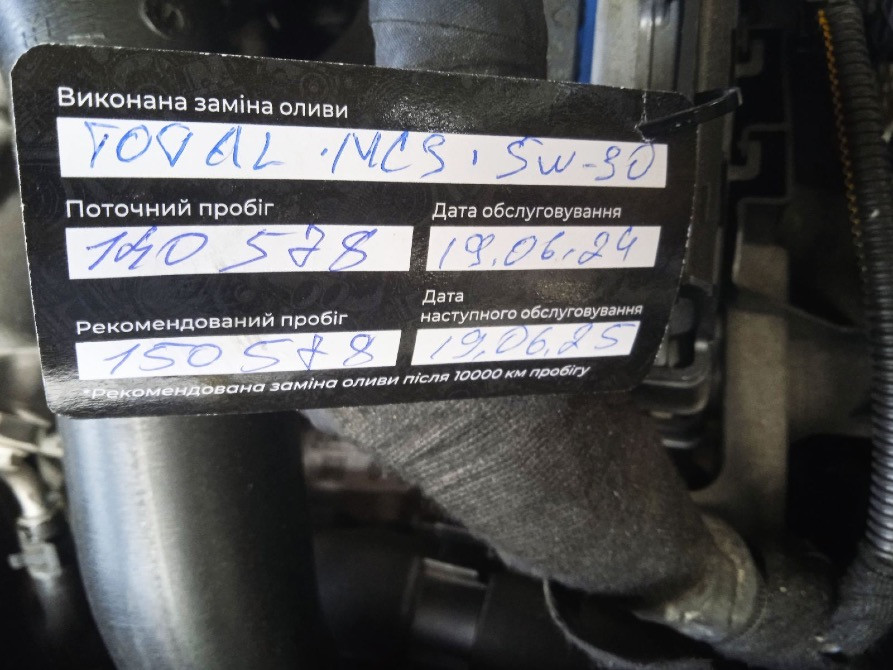 Виконана заміна оливи
TOTAL · MC3 · 5W-30
Поточний пробіг
140 578
Дата обслуговування
19.06.24
Рекомендований пробіг
150 578
Дата
наступного обслуговування
19.06.25
*Рекомендована заміна оливи після 10000 км пробігу